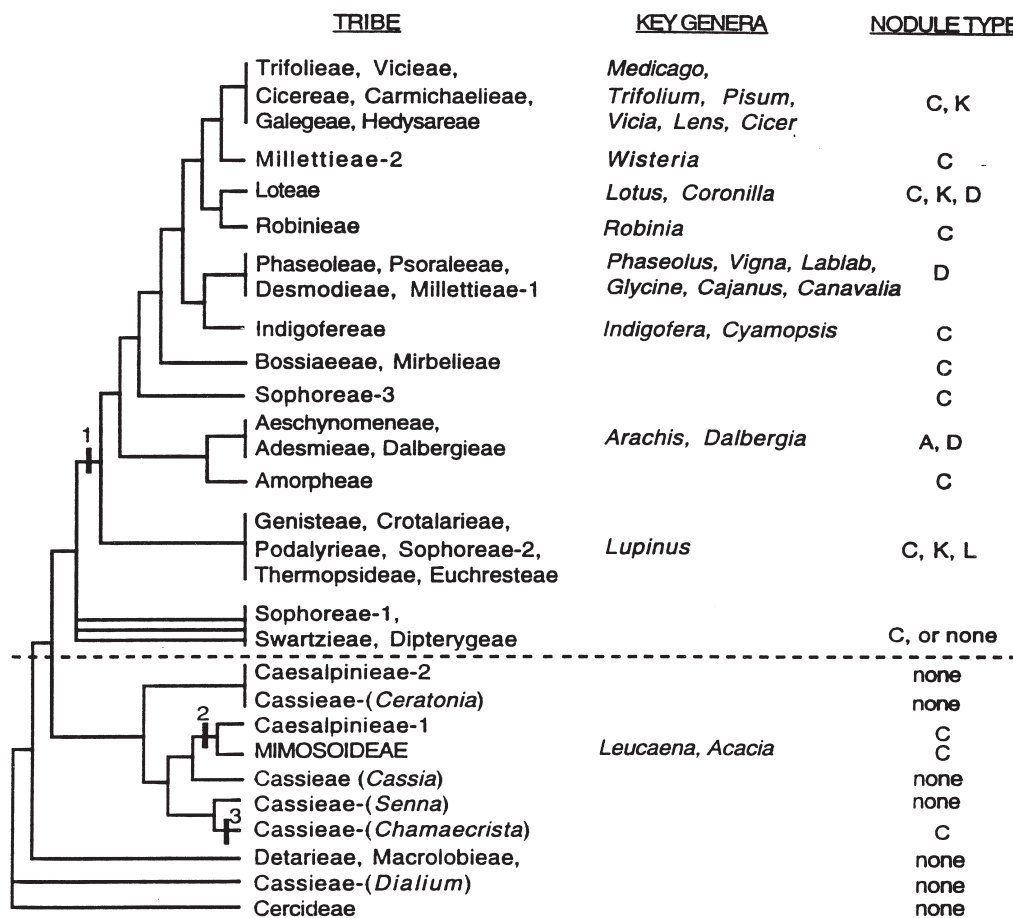 TRIBE KEY GENERA NODULE TYPE
Trifolieae, Vicieae, Medicago,
Cicereae, Carmichaelieae, Trifolium, Pisum, C, K
Galegeae, Hedysareae Vicia, Lens, Cicer
Millettieae-2 Wisteria C
Loteae Lotus, Coronilla C, K, D
Robinieae Robinia C
Phaseoleae, Psoraleeae, Phaseolus, Vigna, Lablab, D
Desmodieae, Millettieae-1 Glycine, Cajanus, Canavalia
Indigofereae Indigofera, Cyamopsis C
Bossiaeeae, Mirbelieae C
Sophoreae-3 C
Aeschynomeneae,
1 Adesmieae, Dalbergieae Arachis, Dalbergia A, D
Amorpheae C
Genisteae, Crotalarieae,
Podalyrieae, Sophoreae-2, Lupinus C, K, L
Thermopsideae, Euchresteae
Sophoreae-1,
Swartzieae, Dipterygeae C, or none
Caesalpinieae-2 none
Cassieae-(Ceratonia) none
2 Caesalpinieae-1 C
MIMOSOIDEAE Leucaena, Acacia C
Cassieae (Cassia) none
Cassieae-(Senna) none
3 Cassieae-(Chamaecrista) C
Detarieae, Macrolobieae, none
Cassieae-(Dialium) none
Cercideae none